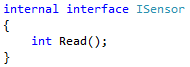 internal interface ISensor
{
    int Read();
}